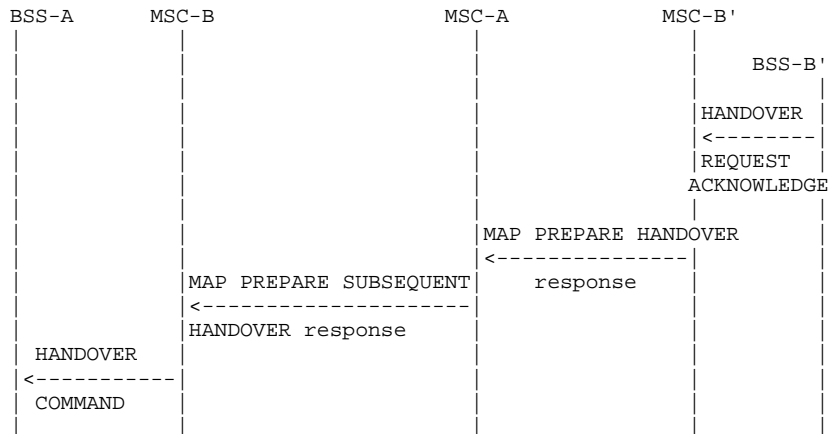 BSS-A MSC-B MSC-A MSC-B'
BSS-B'
HANDOVER
REQUEST
ACKNOWLEDGE
MAP PREPARE HANDOVER
MAP PREPARE SUBSEQUENT response
HANDOVER response
HANDOVER
COMMAND